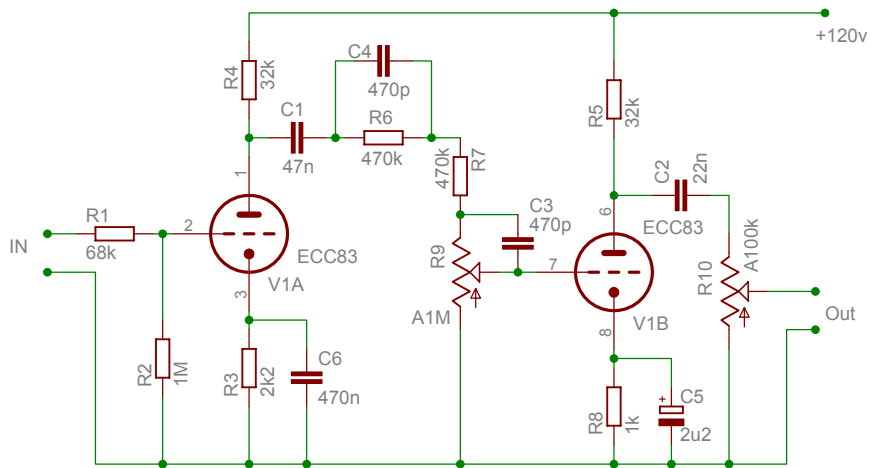 +120v
C4
470p
R4
32k
C1
47n
R6
470k
R7
470k
R5
32k
C2
22n
1
6
R1
68k
2
IN
ECC83
V1A
3
R9
A1M
C3
470p
7
ECC83
V1B
8
R10
A100k
Out
R2
1M
R3
2k2
C6
470n
R8
1k
+
C5
2u2